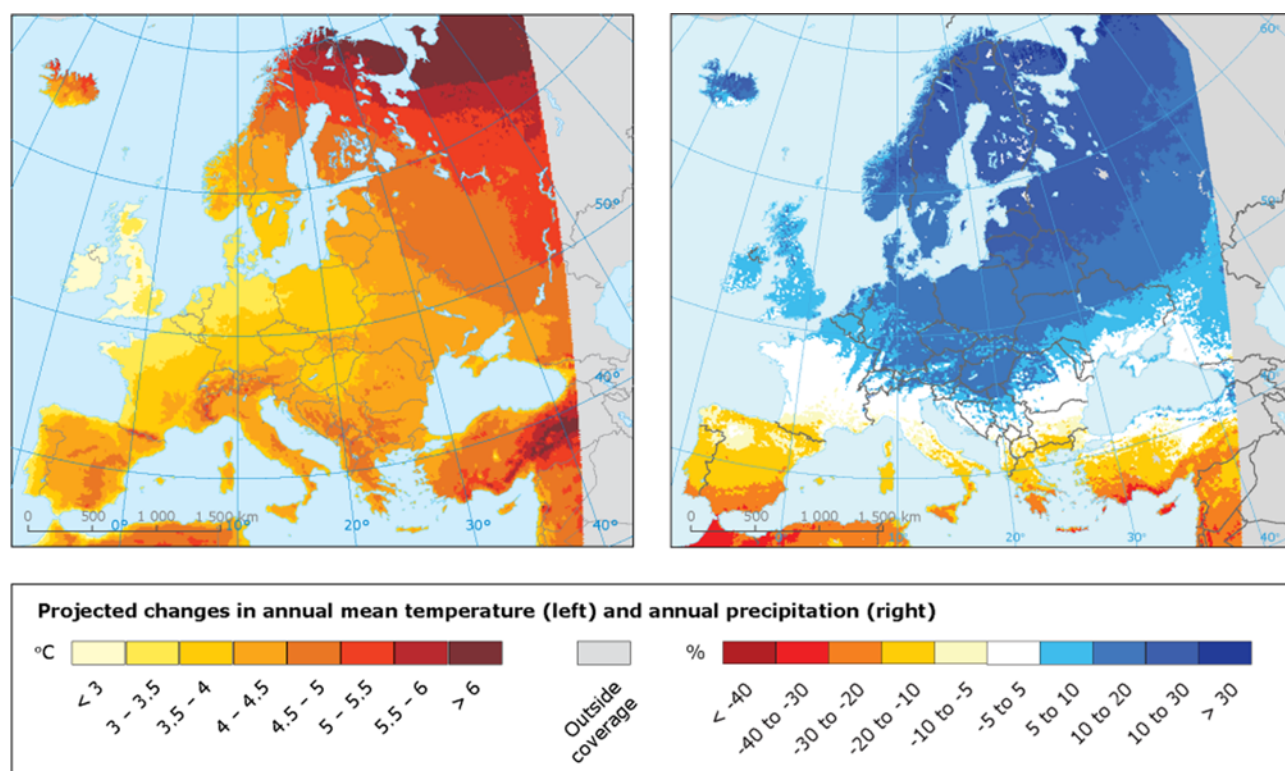 60°
50°
50°
40°
40°
0 500 1 000 1 500 km
0° 10° 20° 30° 40°
0 500 1 000 1 500 km
20° 30° 40°
Projected changes in annual mean temperature (left) and annual precipitation (right)
°C
< 3
3 – 3.5
3.5 – 4
4 – 4.5
4.5 – 5
5 – 5.5
5.5 – 6
> 6
Outside
coverage
%
< -40
-40 to -30
-30 to -20
-20 to -10
-10 to -5
-5 to 5
5 to 10
10 to 20
10 to 30
> 30